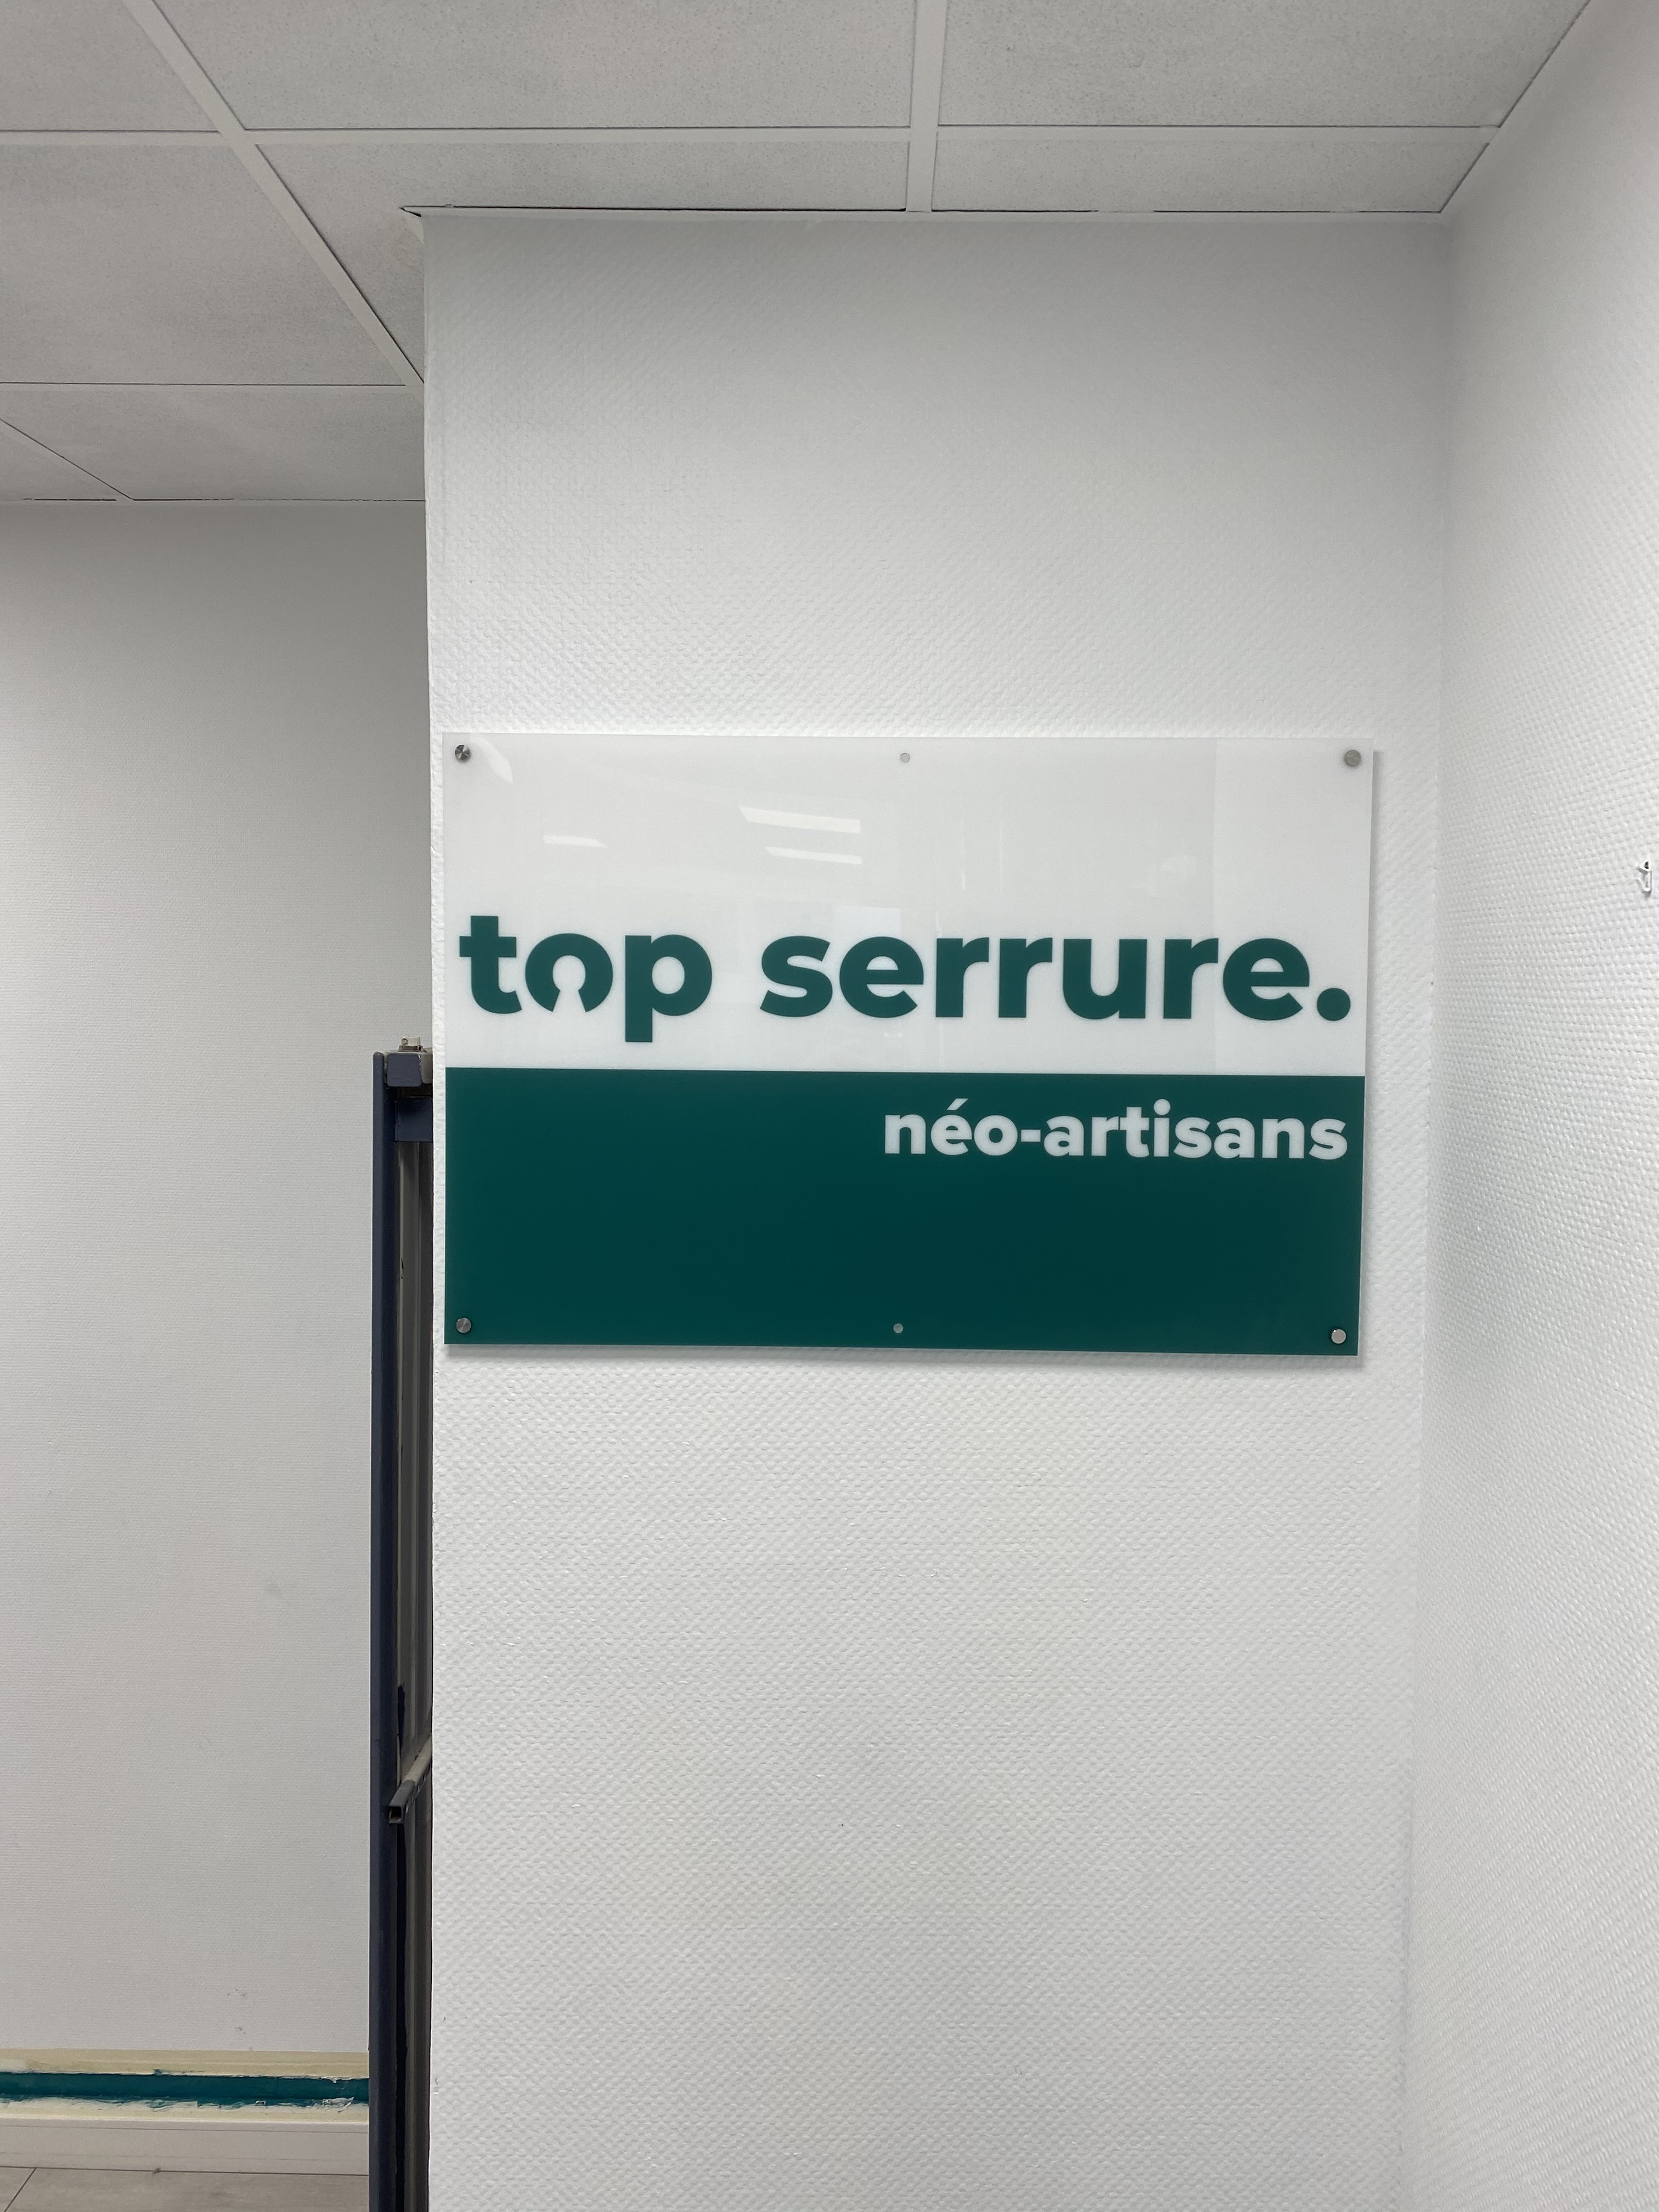 top serrure.
néo-artisans